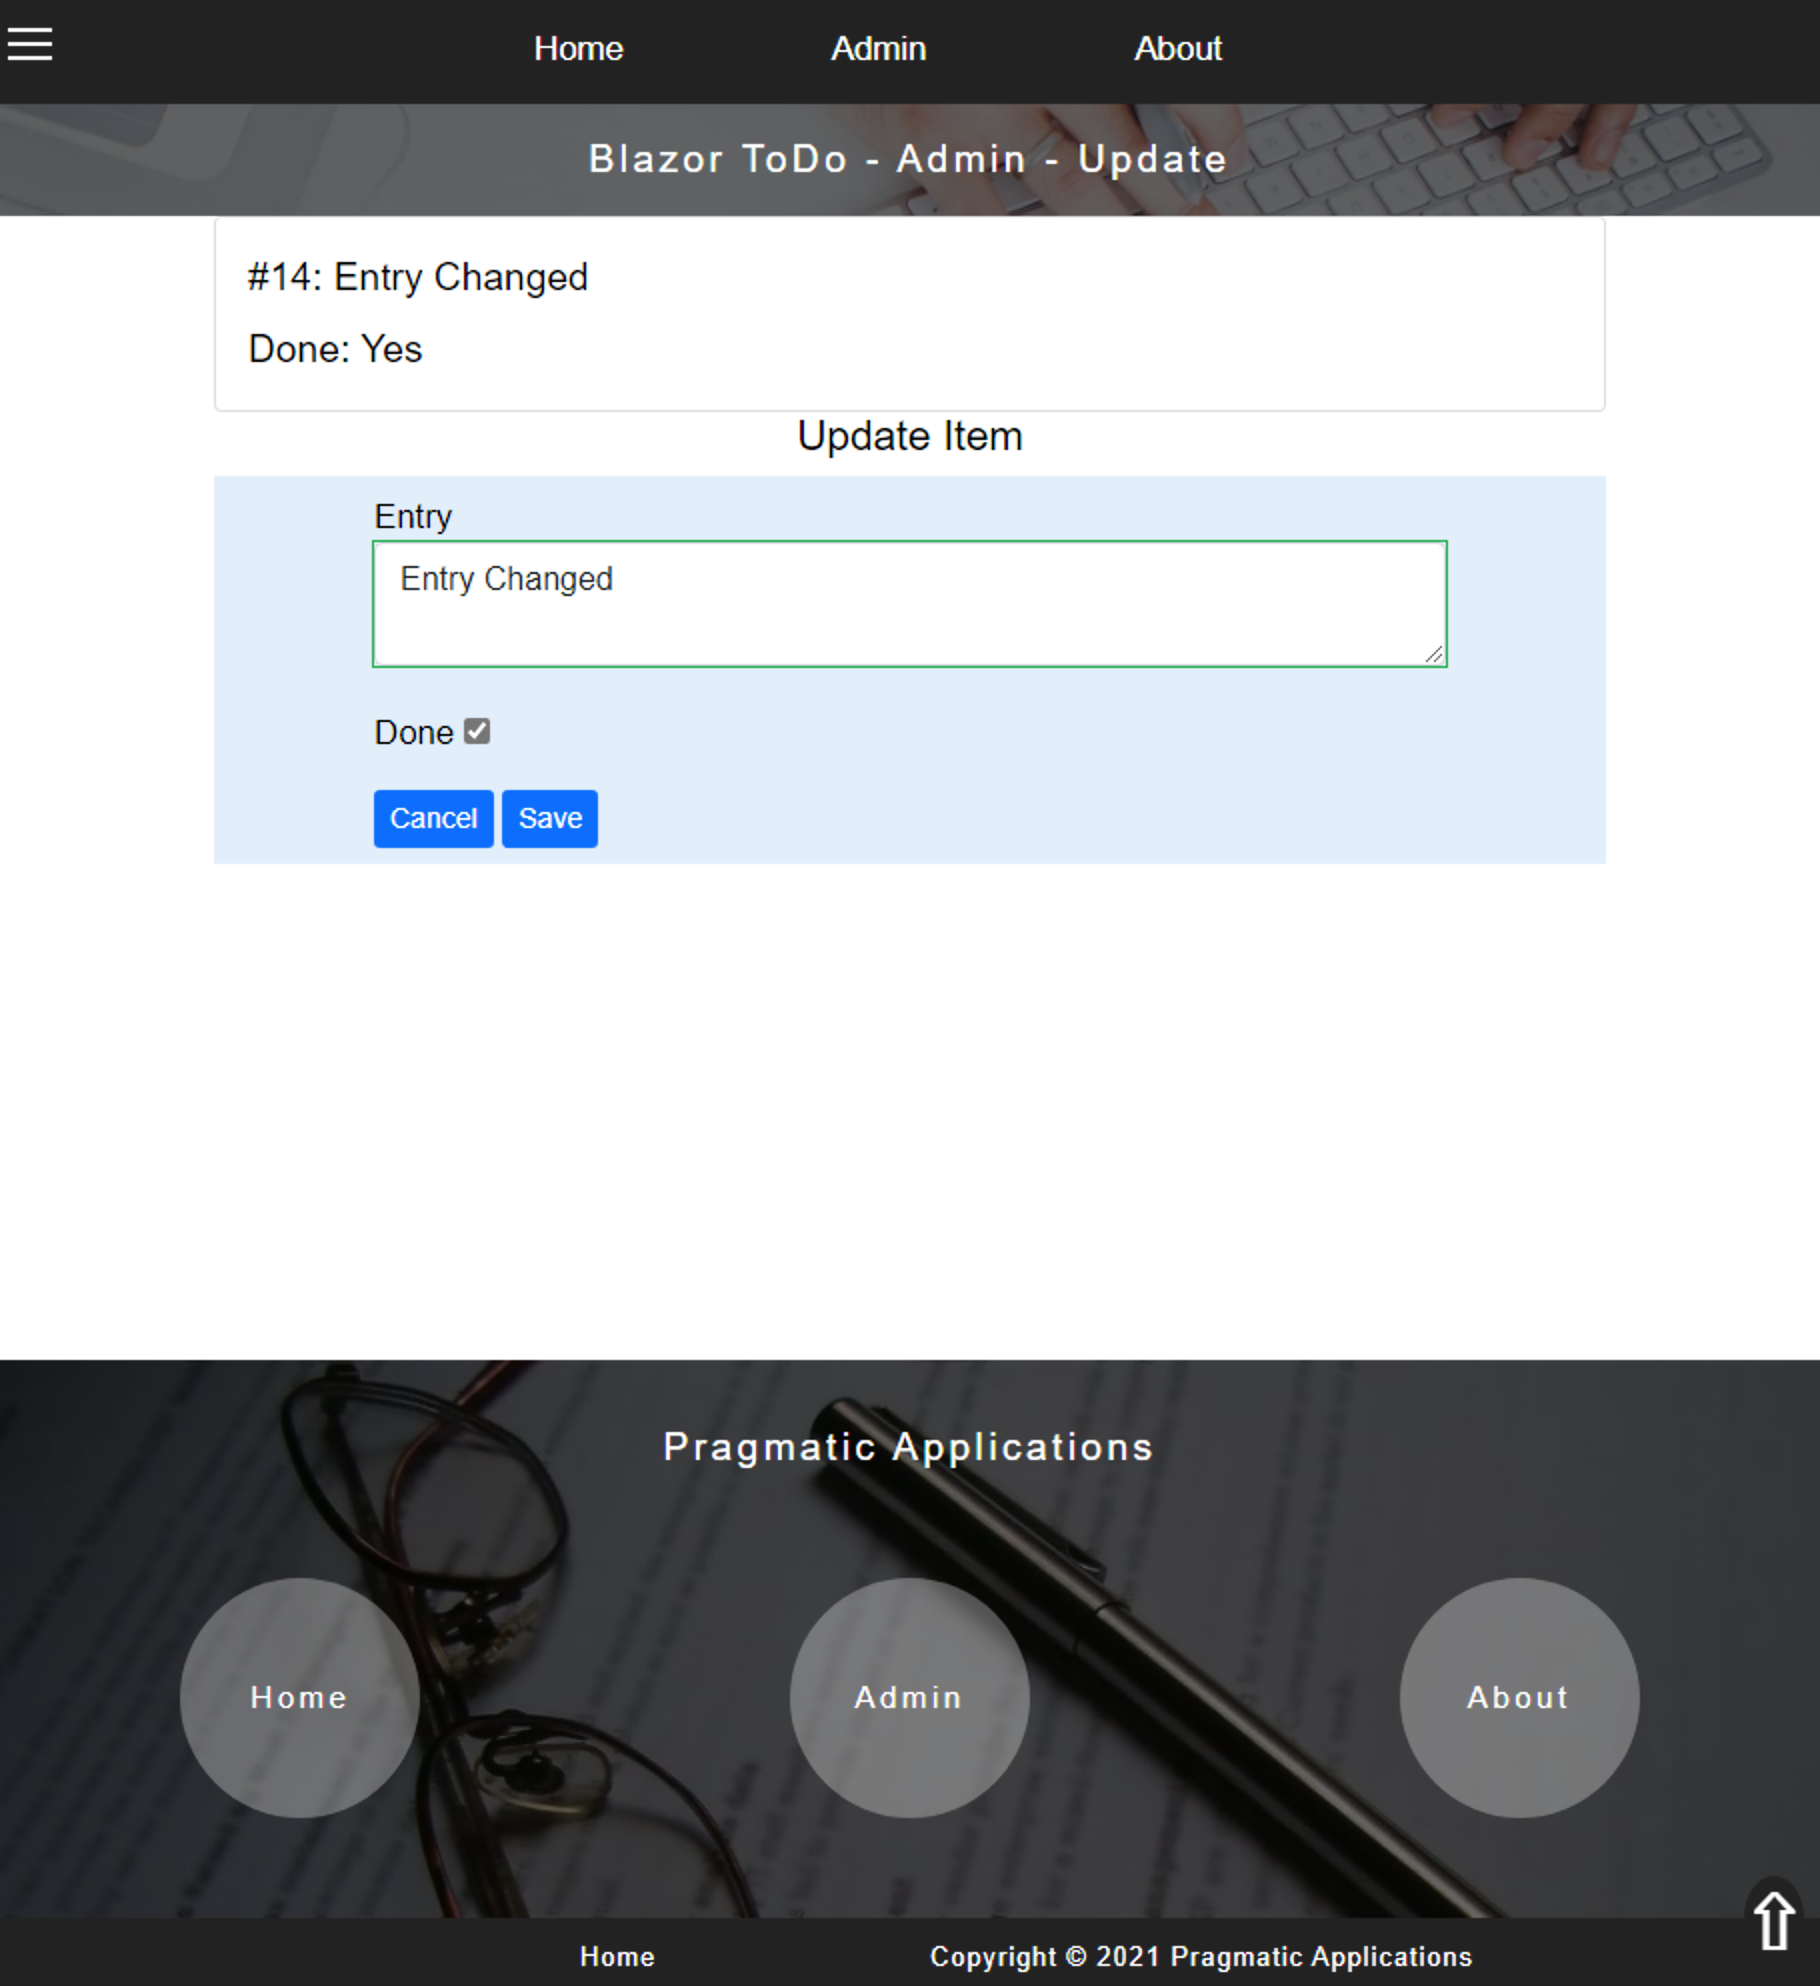 Home Admin About
Blazor ToDo - Admin - Update
#14: Entry Changed
Done: Yes
Update Item
Entry
Entry Changed
Done
Cancel Save
Pragmatic Applications
Home Admin About
Home Copyright © 2021 Pragmatic Applications